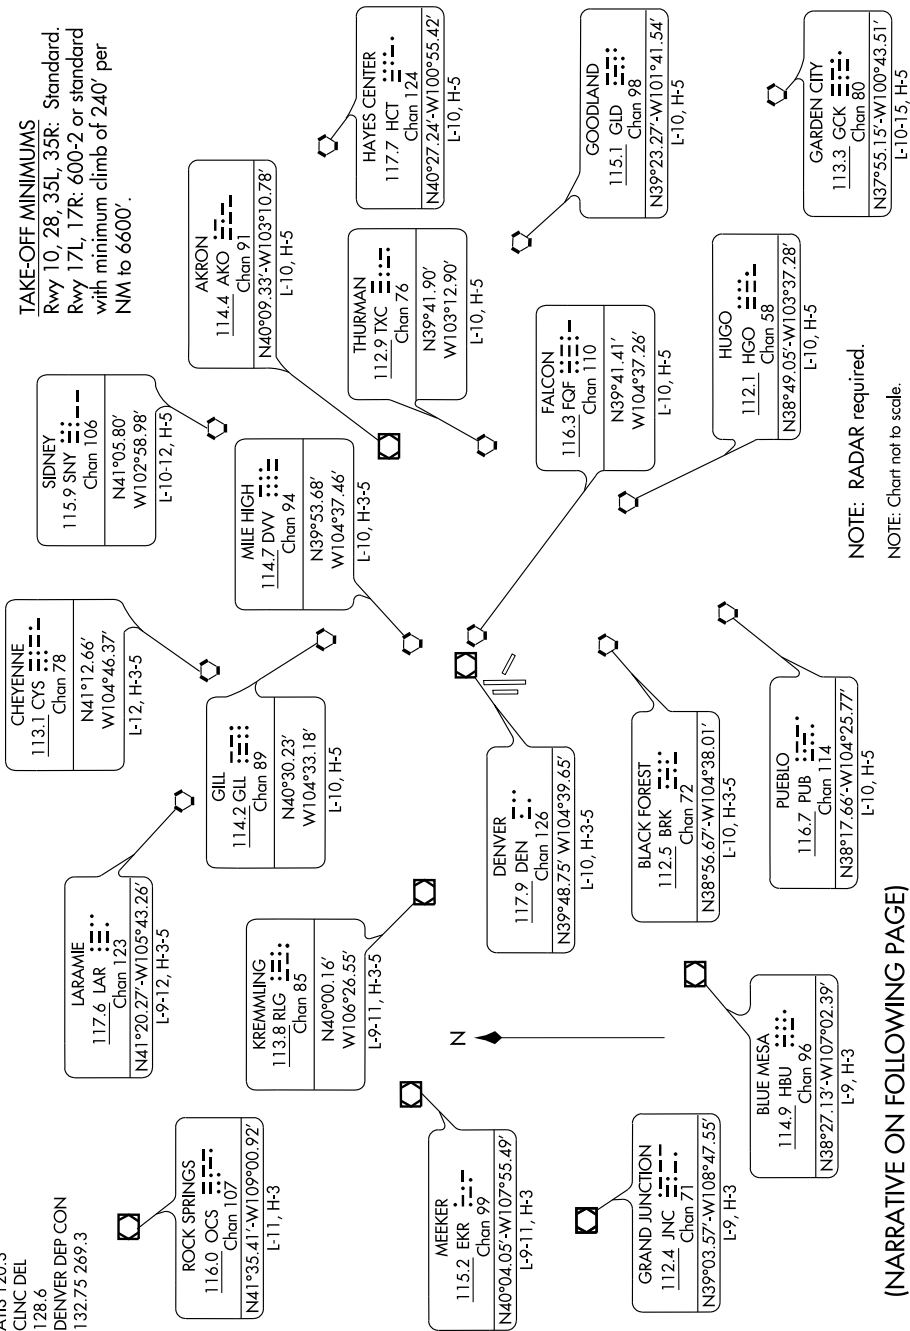 ATIS 120.3
CLNC DEL
128.6
DENVER DEP CON
132.75 269.3
TAKE-OFF MINIMUMS
Rwy 10, 28, 35L, 35R: Standard.
Rwy 17L, 17R: 600-2 or standard
with minimum climb of 240' per
NM to 6600'.
ROCK SPRINGS
116.0 OCS
Chan 107
N41°35.41'-W109°00.92'
L-11, H-3
LARAMIE
117.6 LAR
Chan 123
N41°20.27'-W105°43.26'
L-9-12, H-3-5
CHEYENNE
113.1 CYS
Chan 78
N41°12.66'
W104°46.37'
L-12, H-3-5
SIDNEY
115.9 SNY
Chan 106
N41°05.80'
W102°58.98'
L-10-12, H-5
GILL
114.2 GLL
Chan 89
N40°30.23'
W104°33.18'
L-10, H-5
MILE HIGH
114.7 DVV
Chan 94
N39°53.68'
W104°37.46'
L-10, H-3-5
AKRON
114.4 AKO
Chan 91
N40°09.33'-W103°10.78'
L-10, H-5
KREMMLING
113.8 RLG
Chan 85
N40°00.16'
W106°26.55'
L-9-11, H-3-5
THURMAN
112.9 TXC
Chan 76
N39°41.90'
W103°12.90'
L-10, H-5
HAYES CENTER
117.7 HCT
Chan 124
N40°27.24'-W100°55.42'
L-10, H-5
MEEKER
115.2 EKR
Chan 99
N40°04.05'-W107°55.49'
L-9-11, H-3
N
DENVER
117.9 DEN
Chan 126
N39°48.75' W104°39.65'
L-10, H-3-5
FALCON
116.3 FQF
Chan 110
N39°41.41'
W104°37.26'
L-10, H-5
GOODLAND
115.1 GLD
Chan 98
N39°23.27'-W101°41.54'
L-10, H-5
GRAND JUNCTION
112.4 JNC
Chan 71
N39°03.57'-W108°47.55'
L-9, H-3
BLACK FOREST
112.5 BRK
Chan 72
N38°56.67'-W104°38.01'
L-10, H-3-5
HUGO
112.1 HGO
Chan 58
N38°49.05'-W103°37.28'
L-10, H-5
BLUE MESA
114.9 HBU
Chan 96
N38°27.13'-W107°02.39'
L-9, H-3
PUEBLO
116.7 PUB
Chan 114
N38°17.66'-W104°25.77'
L-10, H-5
GARDEN CITY
113.3 GCK
Chan 80
N37°55.15'-W100°43.51'
L-10-15, H-5
NOTE: RADAR required.
NOTE: Chart not to scale.
(NARRATIVE ON FOLLOWING PAGE)